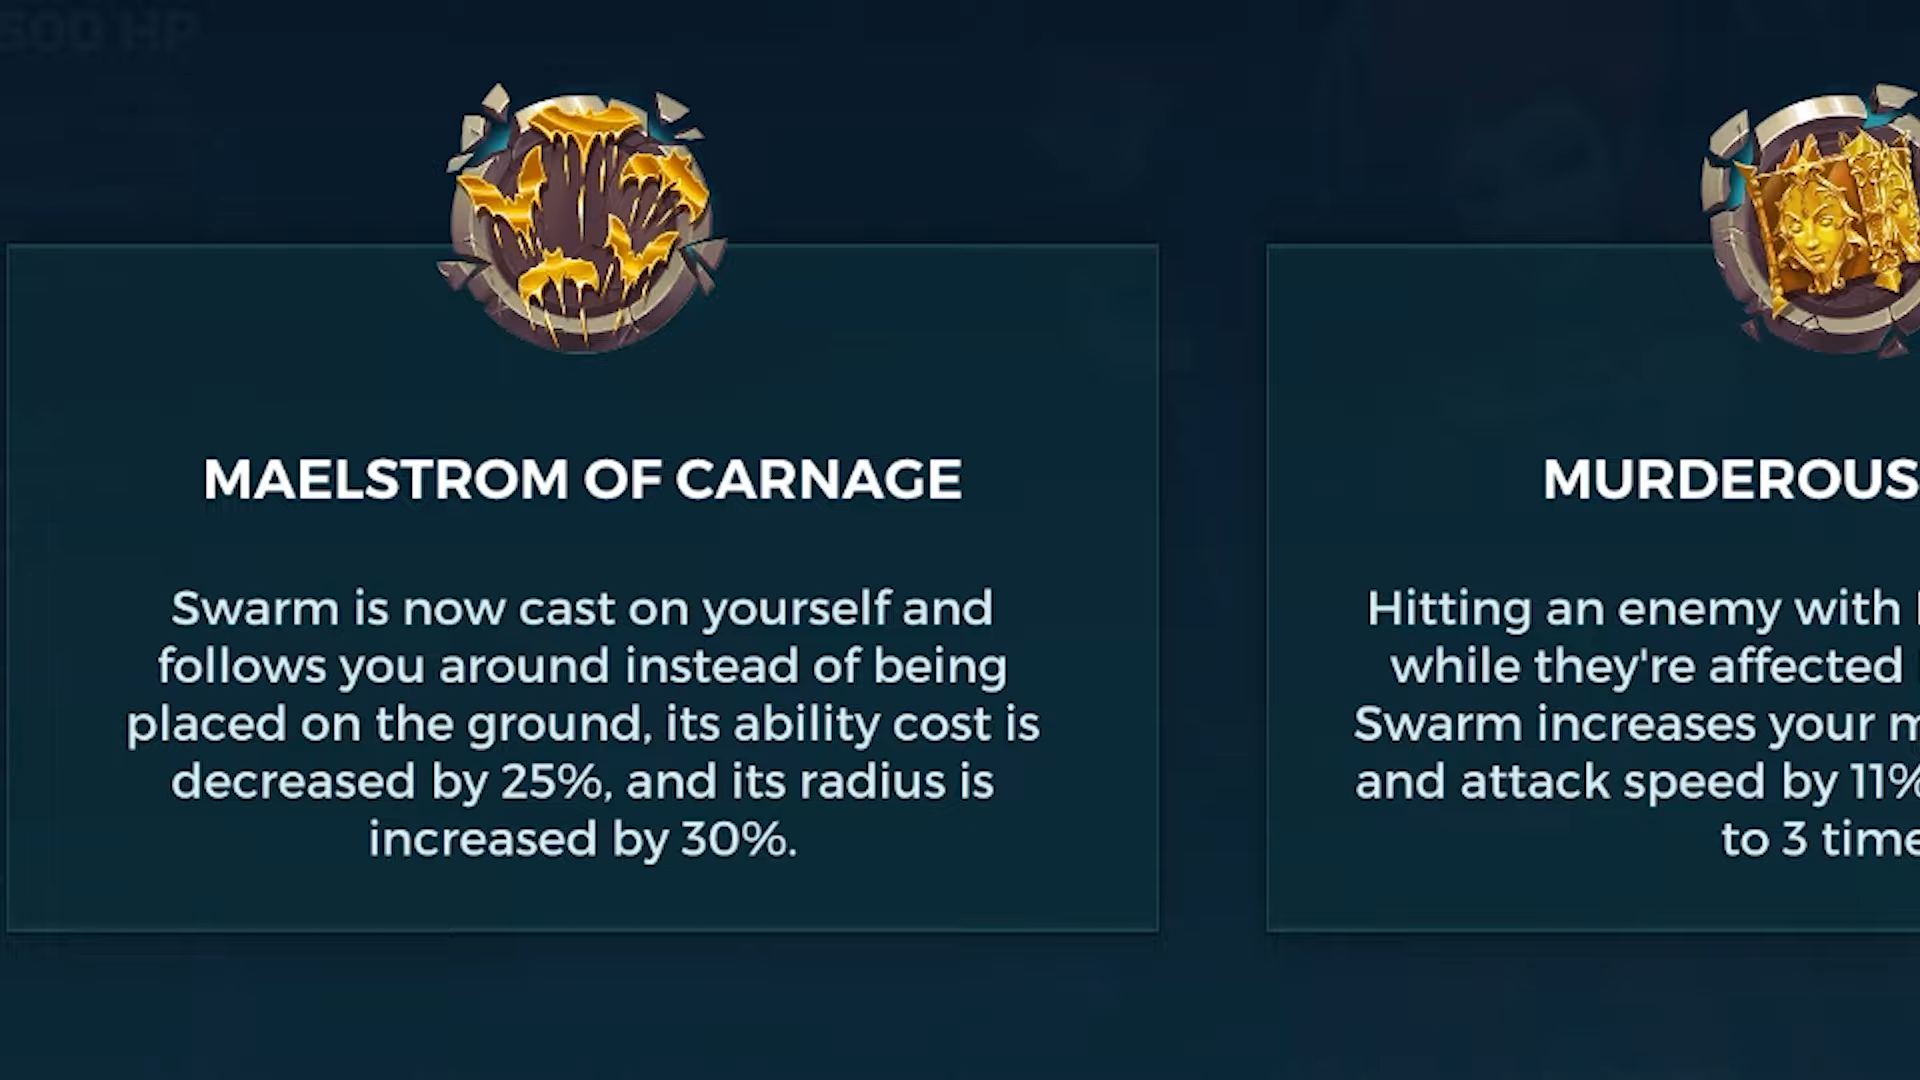 500 HP
MAELSTROM OF CARNAGE
Swarm is now cast on yourself and
follows you around instead of being
placed on the ground, its ability cost is
decreased by 25%, and its radius is
increased by 30%.
MURDEROUS
Hitting an enemy with
while they're affected
Swarm increases your
and attack speed by 11%
to 3